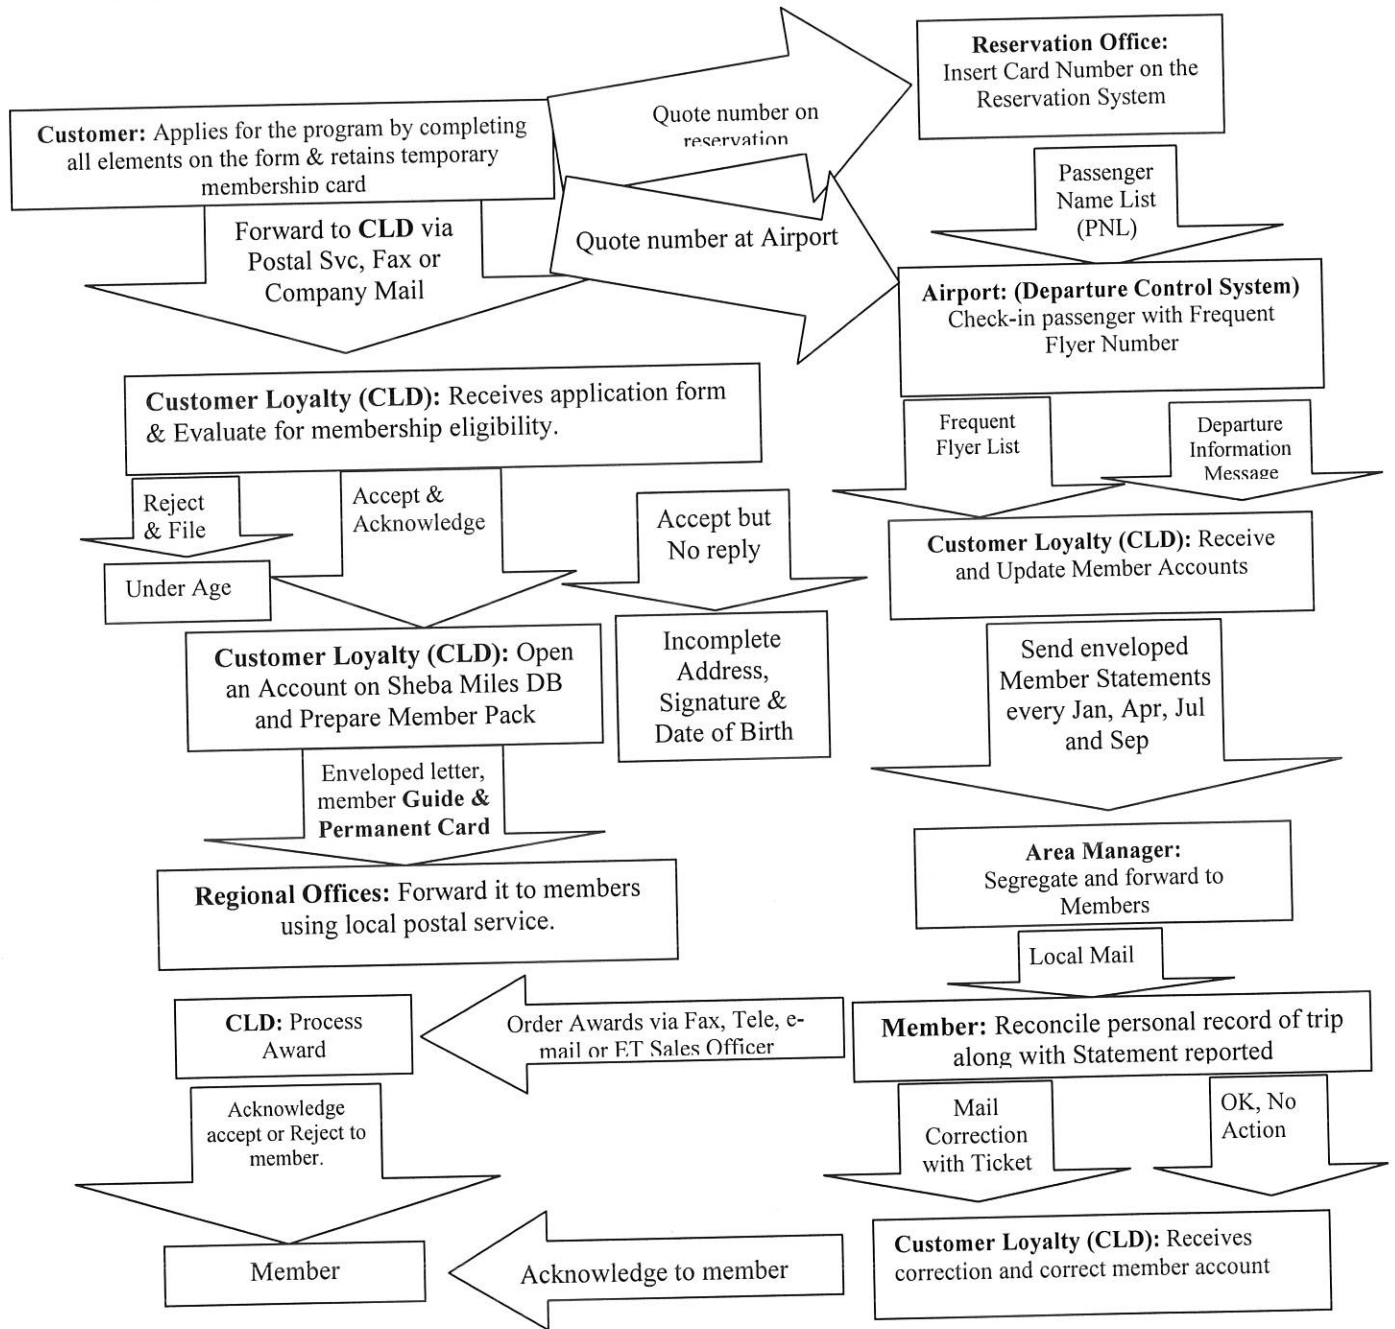 Customer: Applies for the program by completing
all elements on the form & retains temporary
membership card
Quote number on
reservation
Reservation Office:
Insert Card Number on the
Reservation System
Forward to CLD via
Postal Svc, Fax or
Company Mail
Quote number at Airport
Passenger
Name List
(PNL)
Airport: (Departure Control System)
Check-in passenger with Frequent
Flyer Number
Customer Loyalty (CLD): Receives application form
& Evaluate for membership eligibility.
Frequent
Flyer List
Departure
Information
Message
Reject
& File
Accept &
Acknowledge
Accept but
No reply
Customer Loyalty (CLD): Receive
and Update Member Accounts
Under Age
Customer Loyalty (CLD): Open
an Account on Sheba Miles DB
and Prepare Member Pack
Incomplete
Address,
Signature &
Date of Birth
Send enveloped
Member Statements
every Jan, Apr, Jul
and Sep
Enveloped letter,
member Guide &
Permanent Card
Area Manager:
Segregate and forward to
Members
Regional Offices: Forward it to members
using local postal service.
Local Mail
CLD: Process
Award
Order Awards via Fax, Tele, e-
mail or ET Sales Officer
Member: Reconcile personal record of trip
along with Statement reported
Acknowledge
accept or Reject to
member.
Mail
Correction
with Ticket
OK, No
Action
Member
Acknowledge to member
Customer Loyalty (CLD): Receives
correction and correct member account